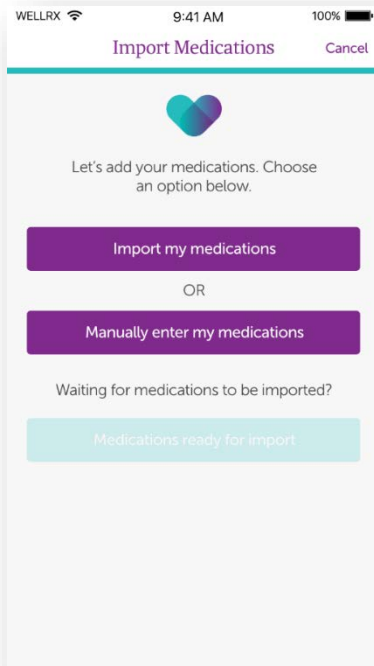 WELLRX 9:41 AM 100%
Import Medications Cancel
Let's add your medications. Choose
an option below.
Import my medications
OR
Manually enter my medications
Waiting for medications to be imported?
Medications ready for import